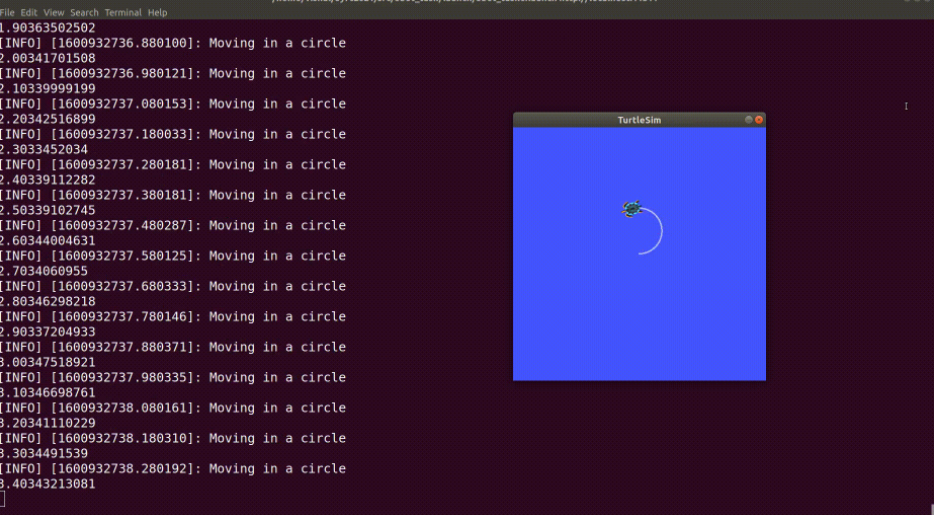 File Edit View Search Terminal Help
1.90363502502
[INFO] [1600932736.880100]: Moving in a circle
2.00341701508
[INFO] [1600932736.980121]: Moving in a circle
2.10339999199
[INFO] [1600932737.080153]: Moving in a circle
2.20342516899
[INFO] [1600932737.180033]: Moving in a circle
2.3033452034
[INFO] [1600932737.280181]: Moving in a circle
2.40339112282
[INFO] [1600932737.380181]: Moving in a circle
2.50339102745
[INFO] [1600932737.480287]: Moving in a circle
2.60344004631
[INFO] [1600932737.580125]: Moving in a circle
2.7034060955
[INFO] [1600932737.680333]: Moving in a circle
2.80346298218
[INFO] [1600932737.780146]: Moving in a circle
2.90337204933
[INFO] [1600932737.880371]: Moving in a circle
3.00347518921
[INFO] [1600932737.980335]: Moving in a circle
3.10346698761
[INFO] [1600932738.080161]: Moving in a circle
3.20341110229
[INFO] [1600932738.180310]: Moving in a circle
3.3034491539
[INFO] [1600932738.280192]: Moving in a circle
3.40343213081
TurtleSim